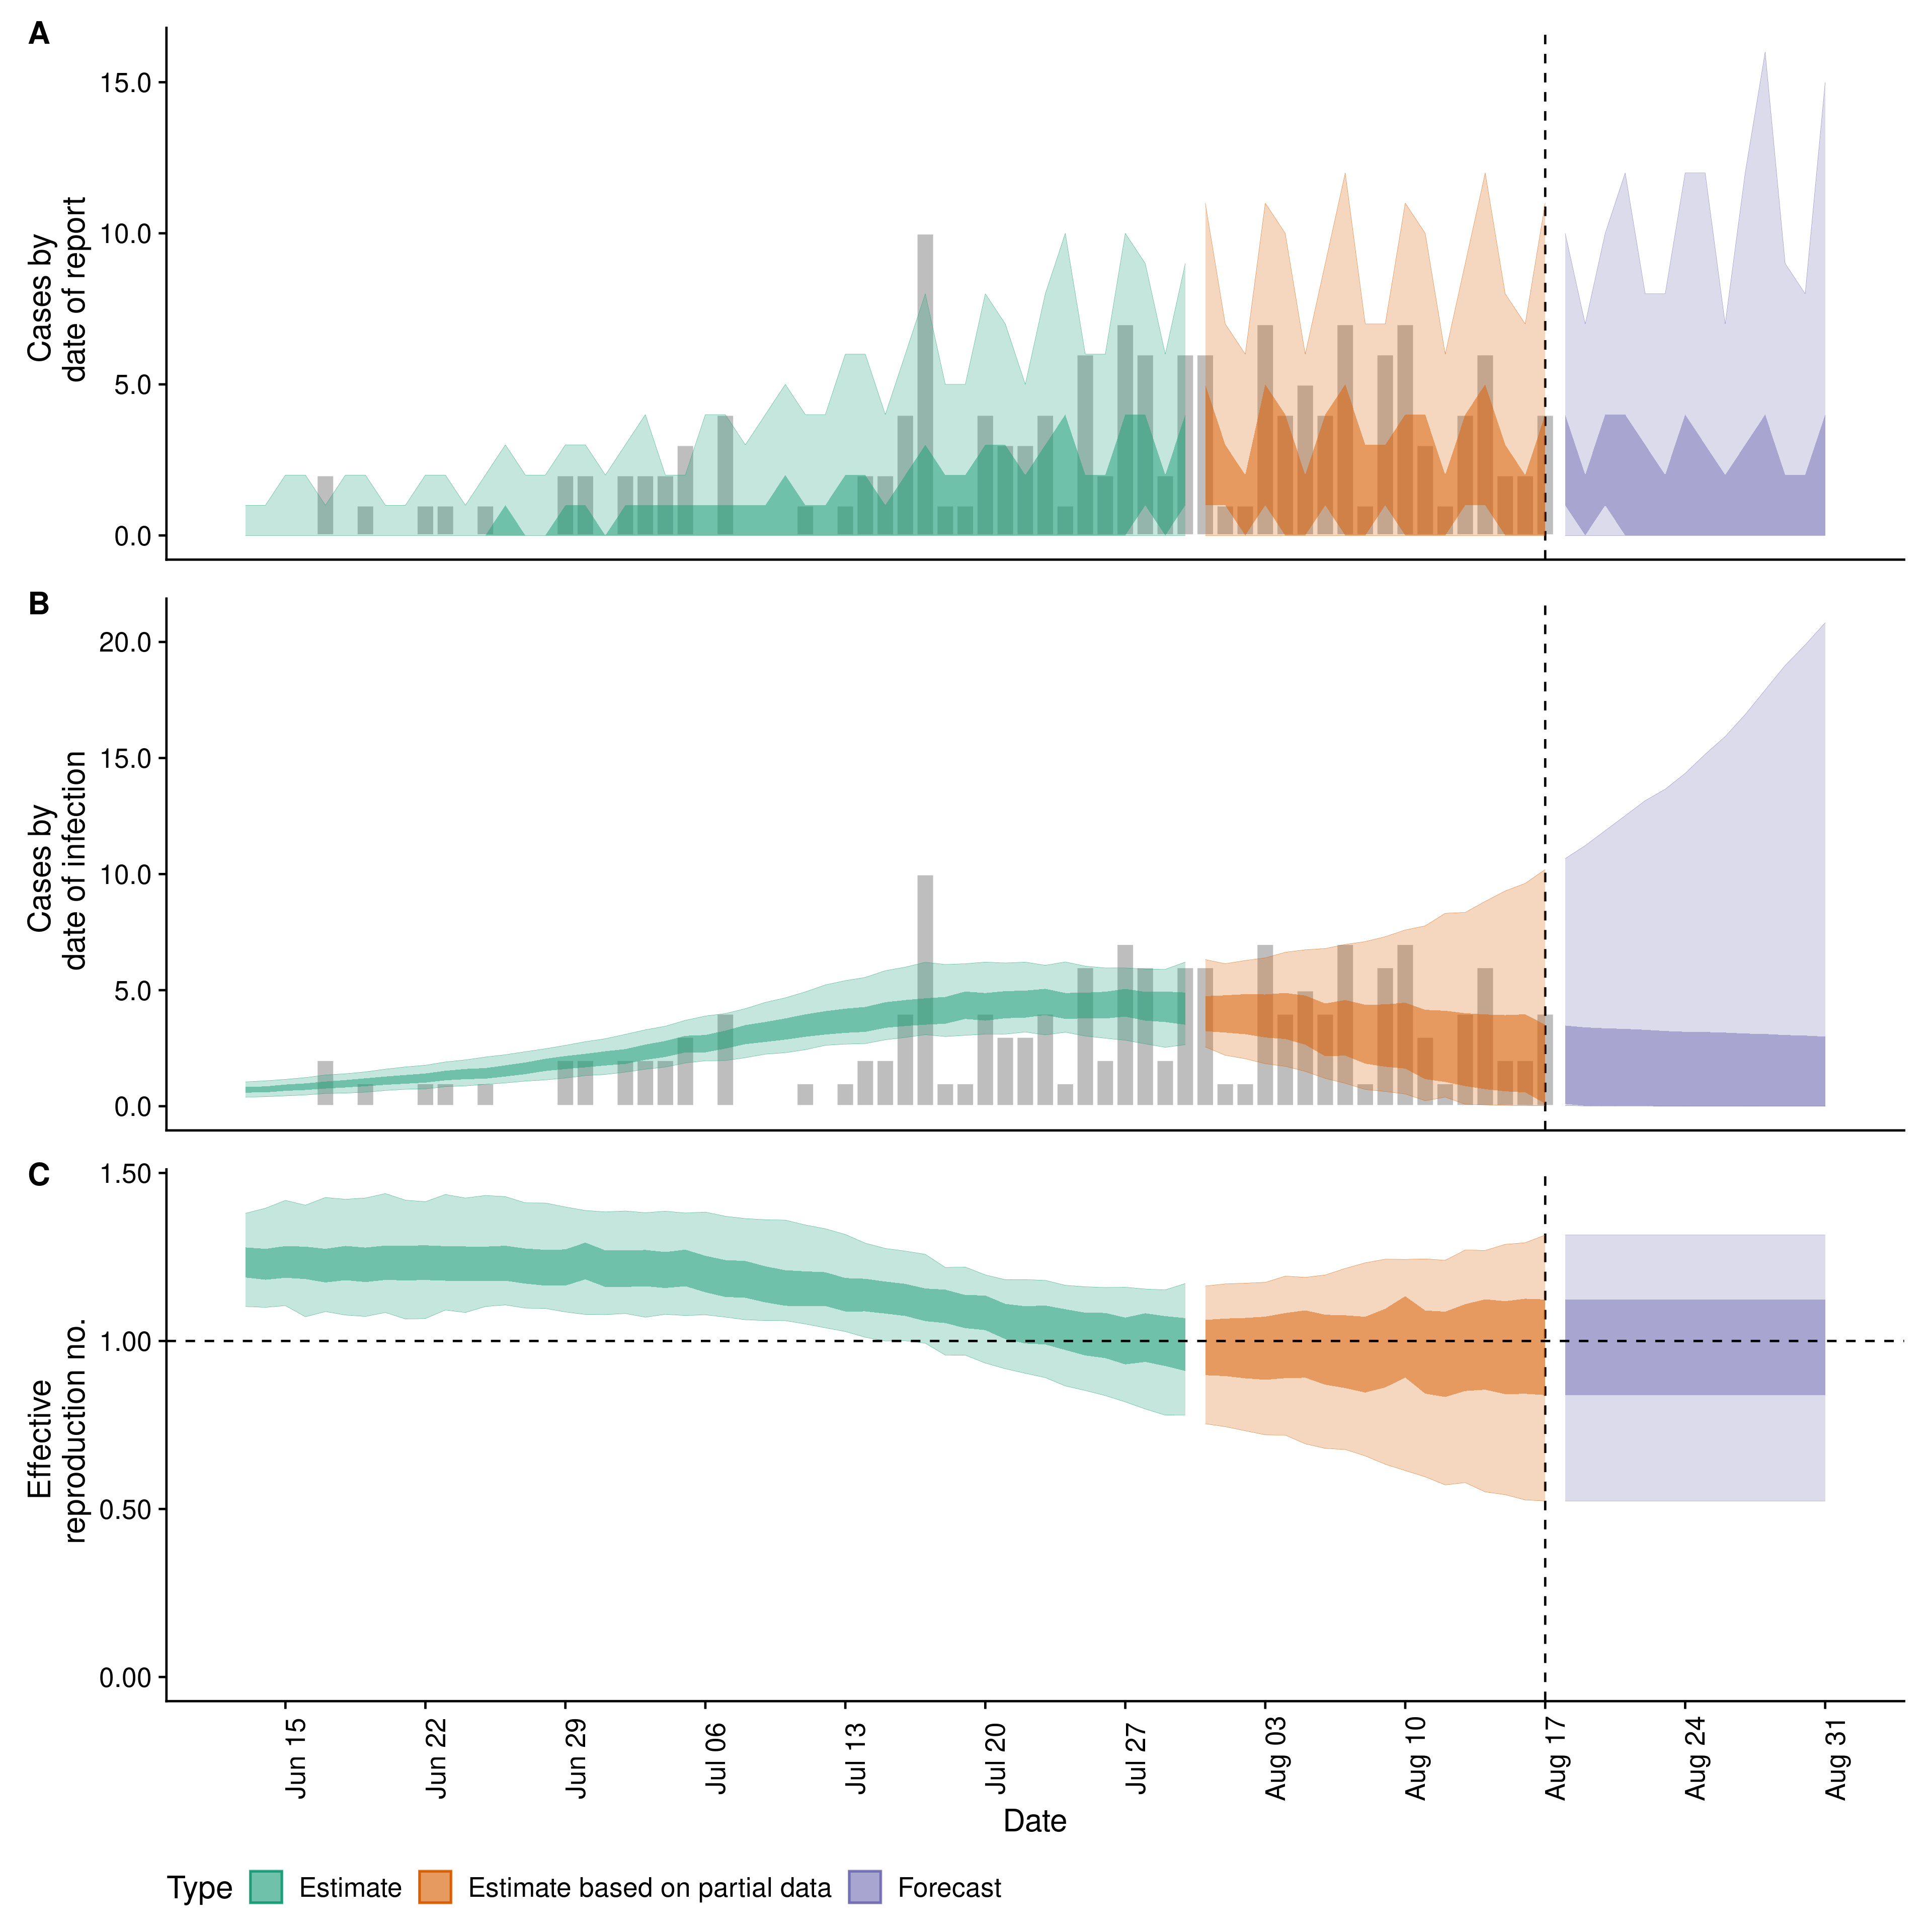 A
Cases by
date of report
15.0
10.0
5.0
0.0
B
Cases by
date of infection
20.0
15.0
10.0
5.0
0.0
C
Effective
reproduction no.
1.50
1.00
0.50
0.00
Jun 15
Jun 22
Jun 29
Jul 06
Jul 13
Jul 20
Jul 27
Aug 03
Aug 10
Aug 17
Aug 24
Aug 31
Date
Type Estimate Estimate based on partial data Forecast